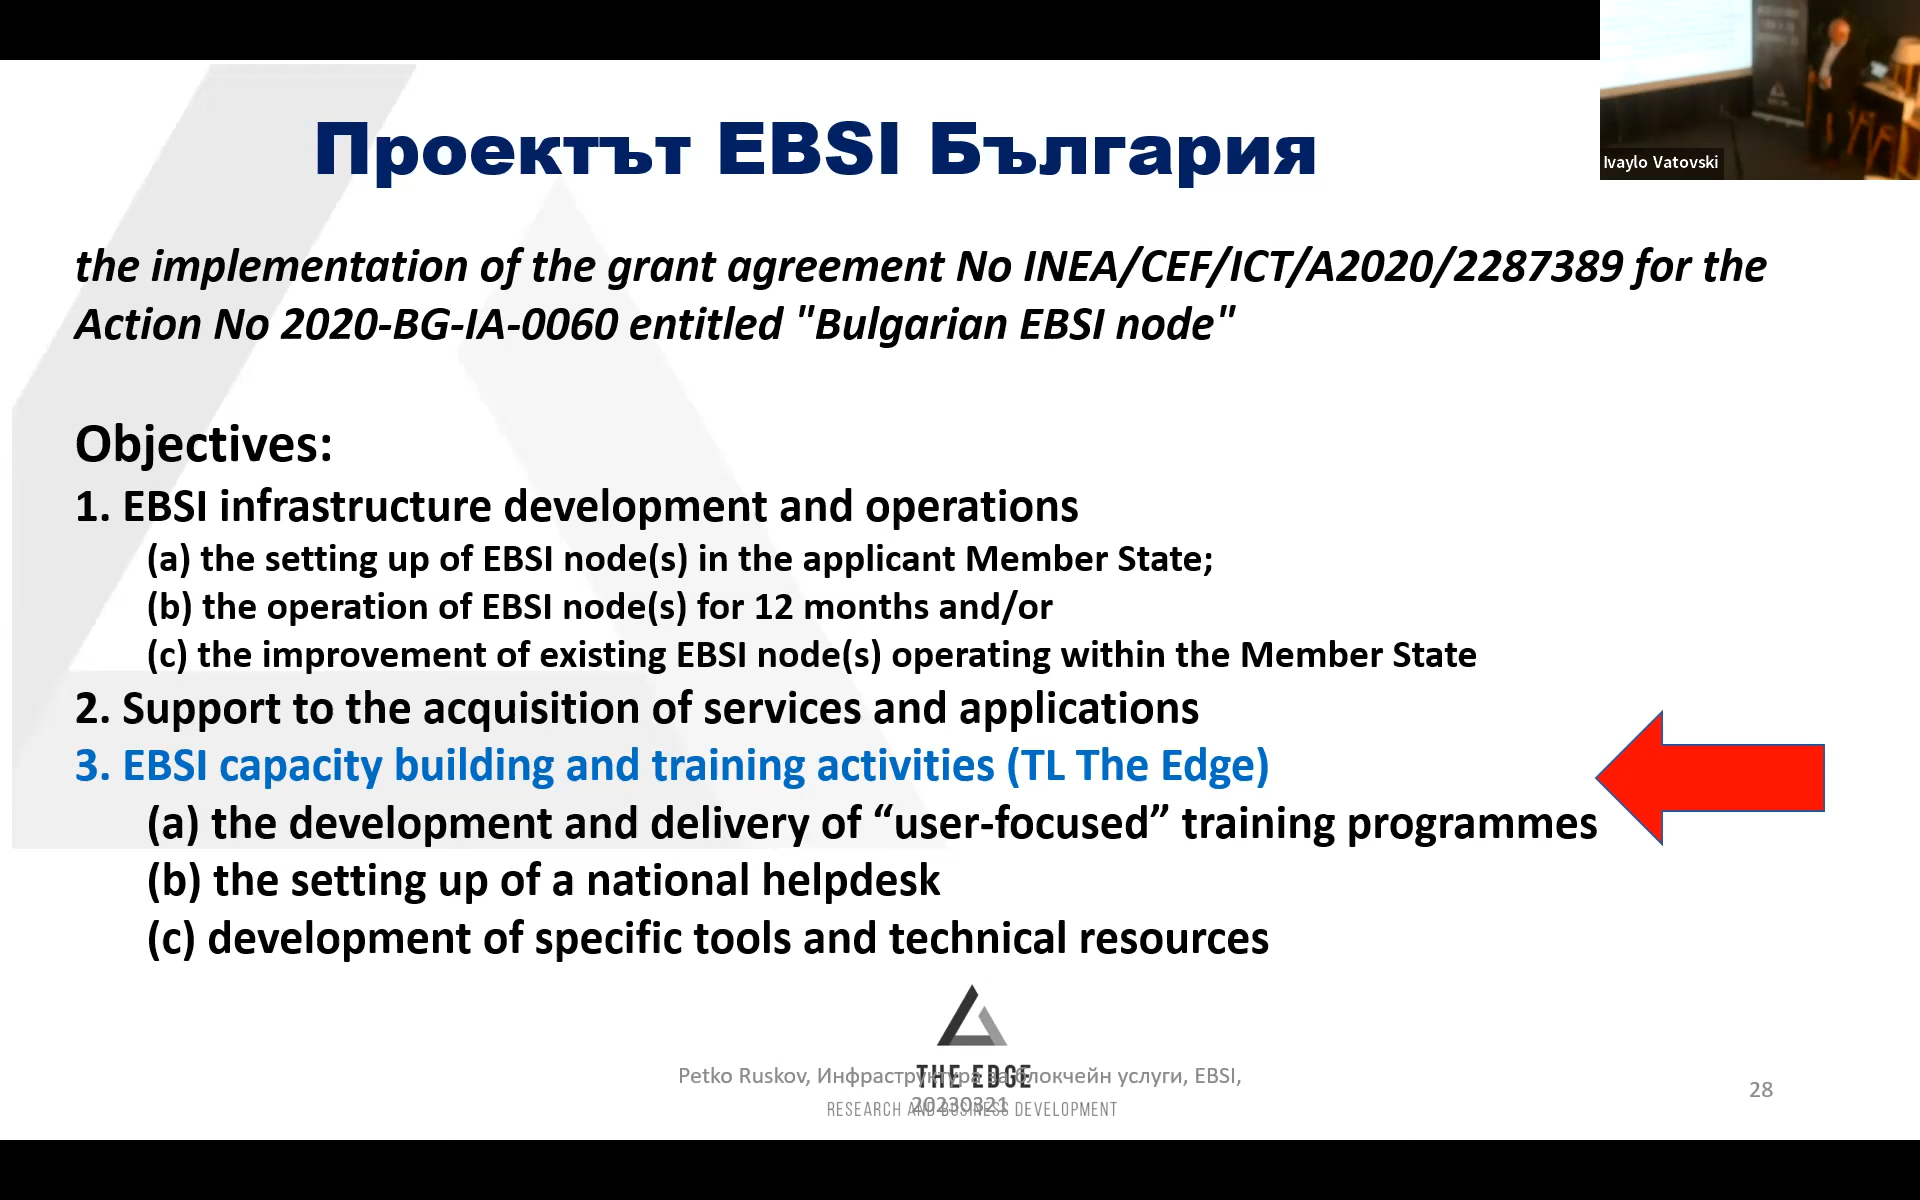 Проектът EBSI България
Ivaylo Vatovski
the implementation of the grant agreement No INEA/CEF/ICT/A2020/2287389 for the
Action No 2020-BG-IA-0060 entitled "Bulgarian EBSI node"
Objectives:
1. EBSI infrastructure development and operations
(a) the setting up of EBSI node(s) in the applicant Member State;
(b) the operation of EBSI node(s) for 12 months and/or
(c) the improvement of existing EBSI node(s) operating within the Member State
2. Support to the acquisition of services and applications
3. EBSI capacity building and training activities (TL The Edge)
(a) the development and delivery of “user-focused” training programmes
(b) the setting up of a national helpdesk
(c) development of specific tools and technical resources
THE EDGE
Petko Ruskov, Инфраструктура за блокчейн услуги, EBSI,
20230321
RESEARCH AND BUSINESS DEVELOPMENT
28